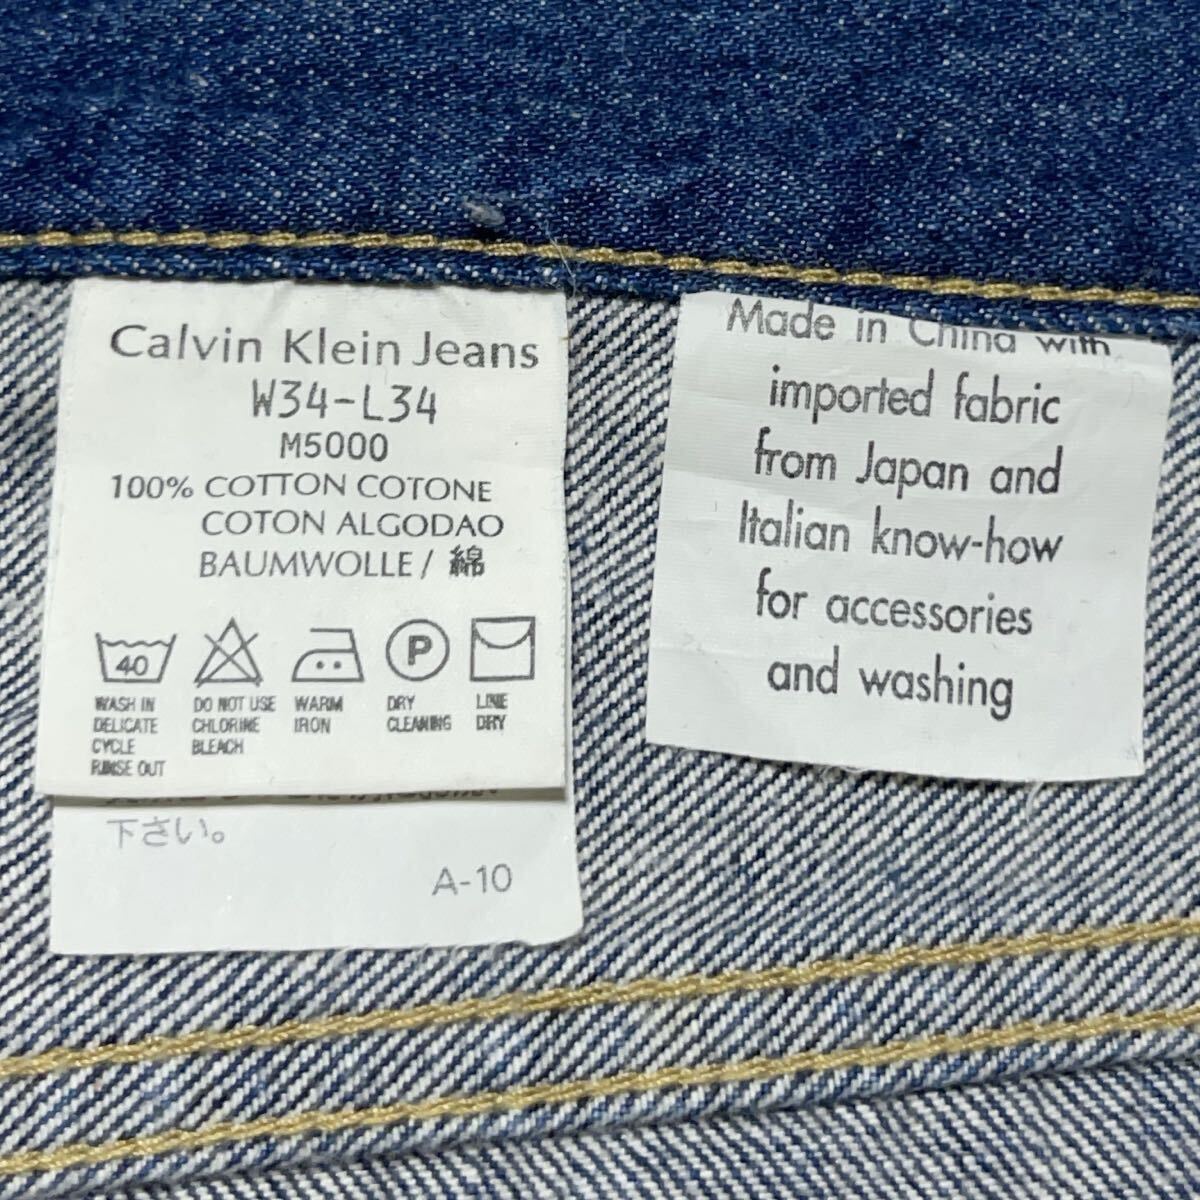 Calvin Klein Jeans
W34-L34
M5000
100% COTTON COTONE
COTON ALGODAO
BAUMWOLLE / 綿
40
P
WASH IN
DELICATE
CYCLE
RINSE OUT
DO NOT USE
CHLORINE
BLEACH
WARM
IRON
DRY
CLEANING
LINE
DRY
下さい。
A-10
Made in China with
imported fabric
from Japan and
Italian know-how
for accessories
and washing